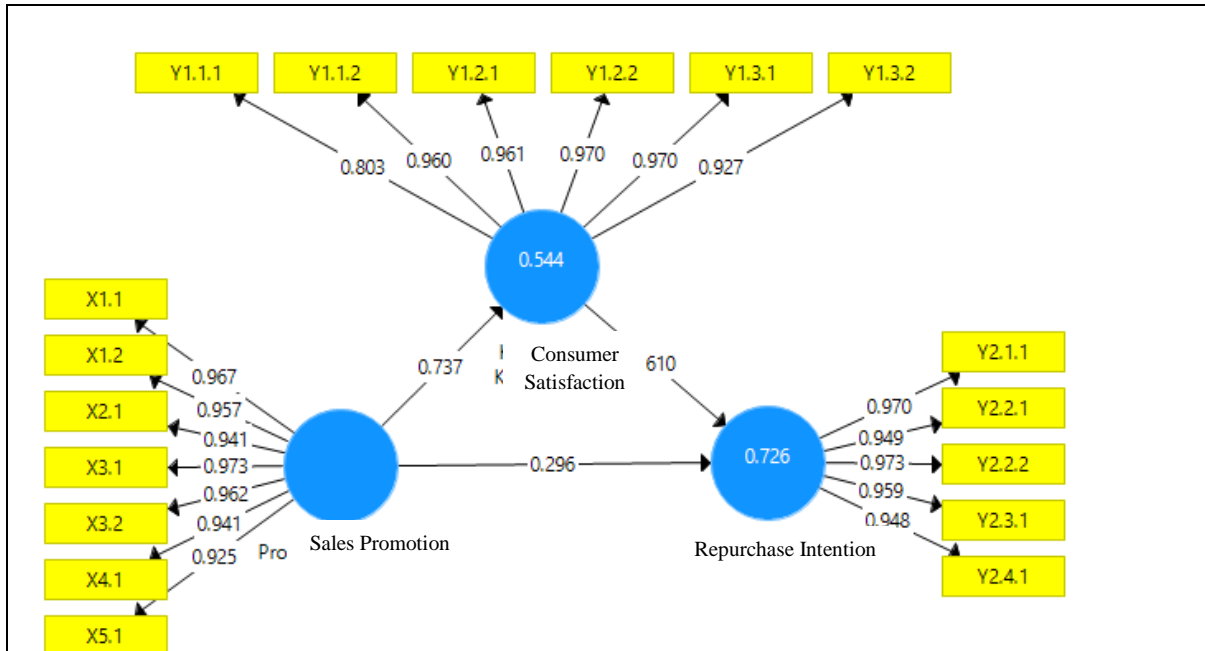 Y1.1.1 Y1.1.2 Y1.2.1 Y1.2.2 Y1.3.1 Y1.3.2
0.803 0.960 0.961 0.970 0.970 0.927
0.544
X1.1
X1.2
X2.1
X3.1
X3.2
X4.1
X5.1
0.967
0.957
0.941
0.973
0.962
0.941
0.925
0.737
Consumer
K Satisfaction
610
0.296
Pro
Sales Promotion
0.726
Repurchase Intention
0.970
0.949
0.973
0.959
0.948
Y2.1.1
Y2.2.1
Y2.2.2
Y2.3.1
Y2.4.1